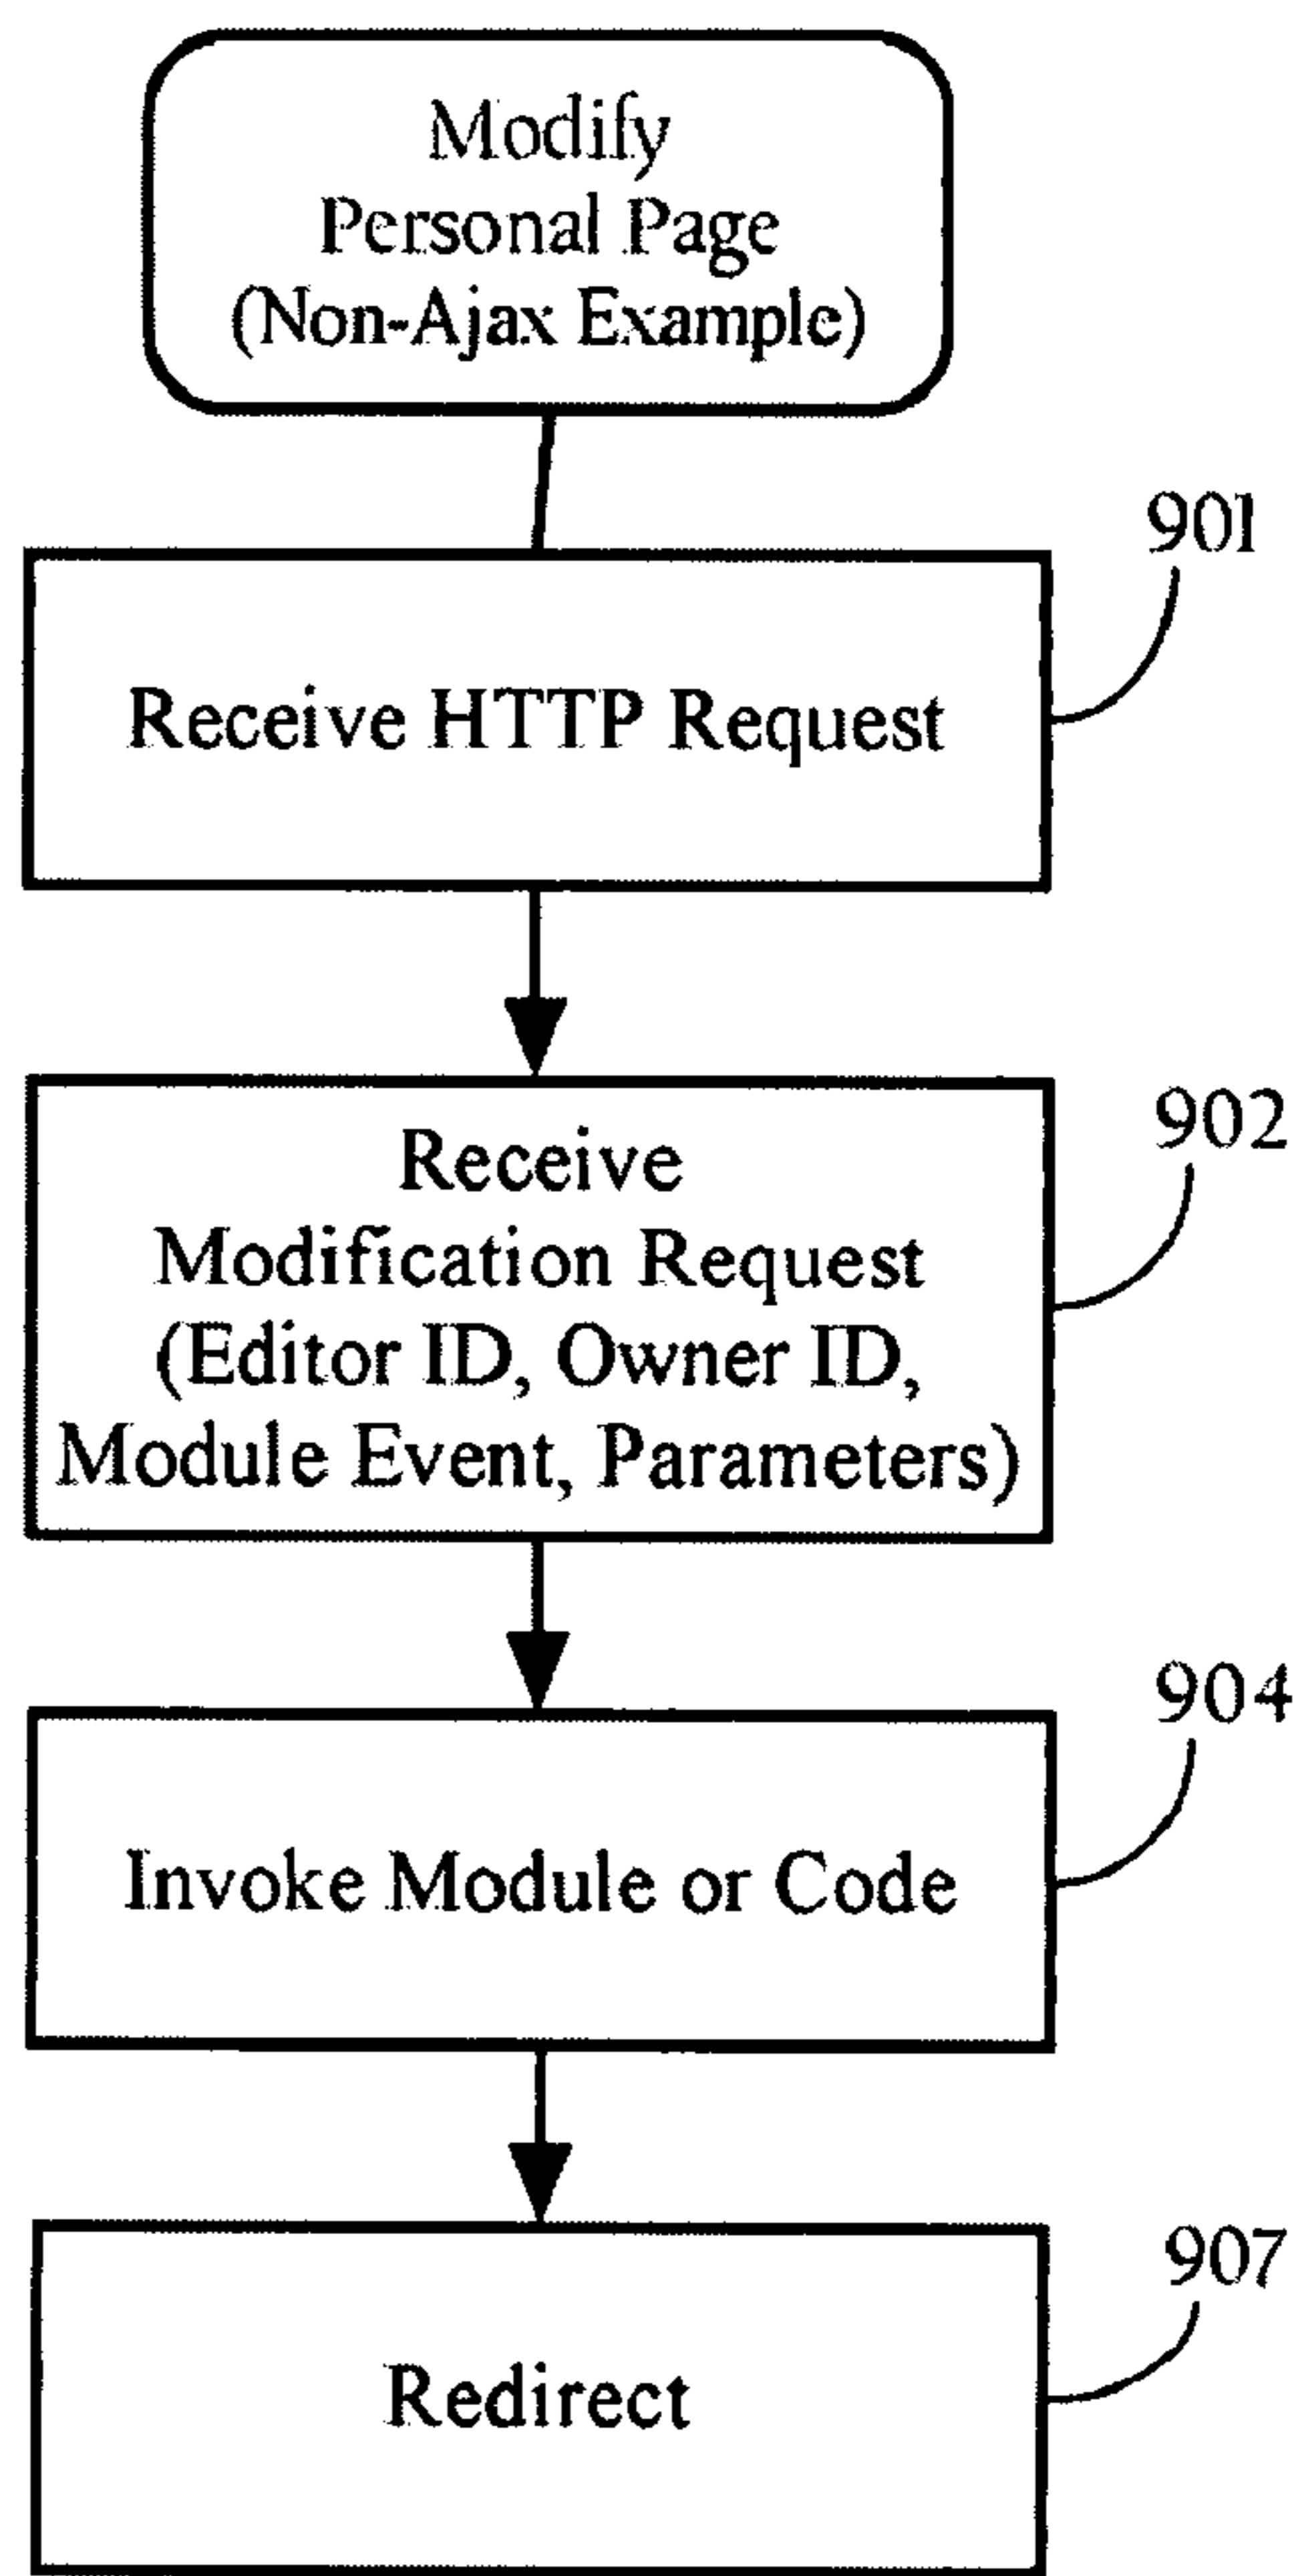 Modify
Personal Page
(Non-Ajax Example)
901
Receive HTTP Request
902
Receive
Modification Request
(Editor ID, Owner ID,
Module Event, Parameters)
904
Invoke Module or Code
907
Redirect